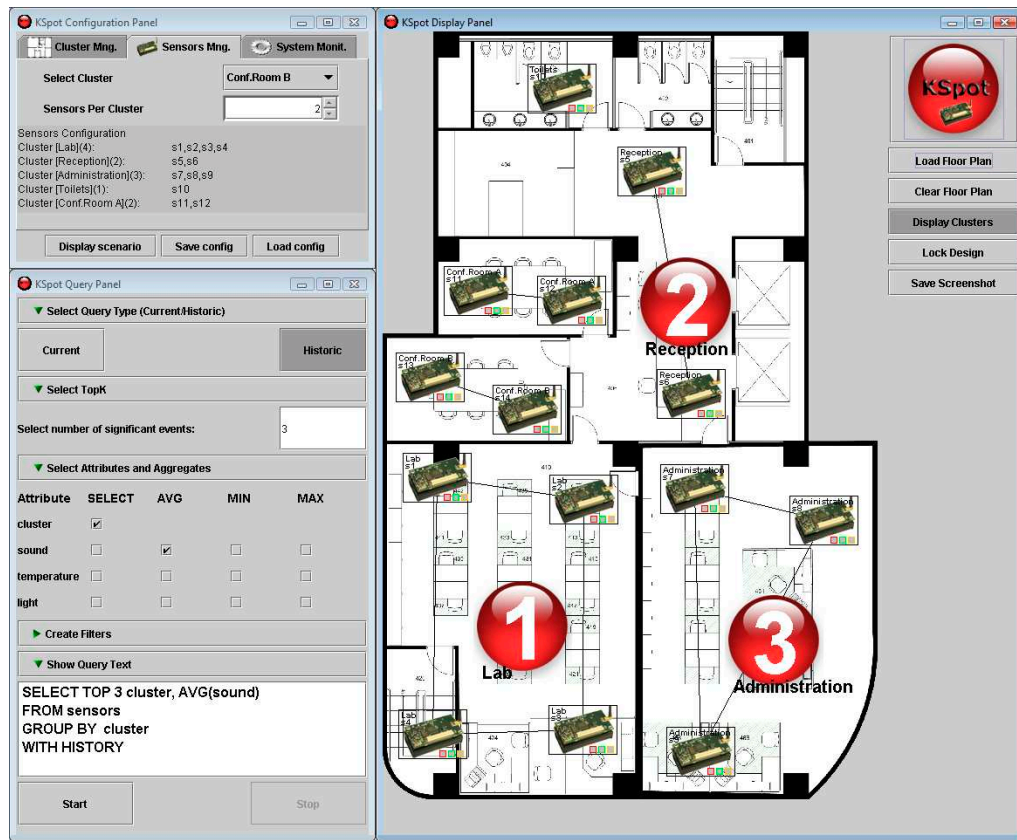 KSpot Configuration Panel
Cluster Mng.
Sensors Mng.
System Monit.
Select Cluster
Conf.Room B
Sensors Per Cluster
2
Sensors Configuration
Cluster [Lab](4): s1,s2,s3,s4
Cluster [Reception](2): s5,s6
Cluster [Administration](3): s7,s8,s9
Cluster [Toilets](1): s10
Cluster [Conf.Room A](2): s11,s12
Display scenario
Save config
Load config
KSpot Query Panel
Select Query Type (Current/Historic)
Current
Historic
Select TopK
Select number of significant events:
3
Select Attributes and Aggregates
Attribute SELECT AVG MIN MAX
cluster
sound
temperature
light
Create Filters
Show Query Text
SELECT TOP 3 cluster, AVG(sound)
FROM sensors
GROUP BY cluster
WITH HISTORY
Start
Stop
KSpot Display Panel
Toilets
Reception
s5
Conf.Room A
s11
Conf.Room A
s12
2
Reception
Conf.Room B
s13
Conf.Room B
s14
Reception
s6
Lab
s1
Lab
s2
Administration
s7
Administration
s8
1
Lab
3
Administration
Lab
s4
Lab
s3
Administration
KSpot
Load Floor Plan
Clear Floor Plan
Display Clusters
Lock Design
Save Screenshot